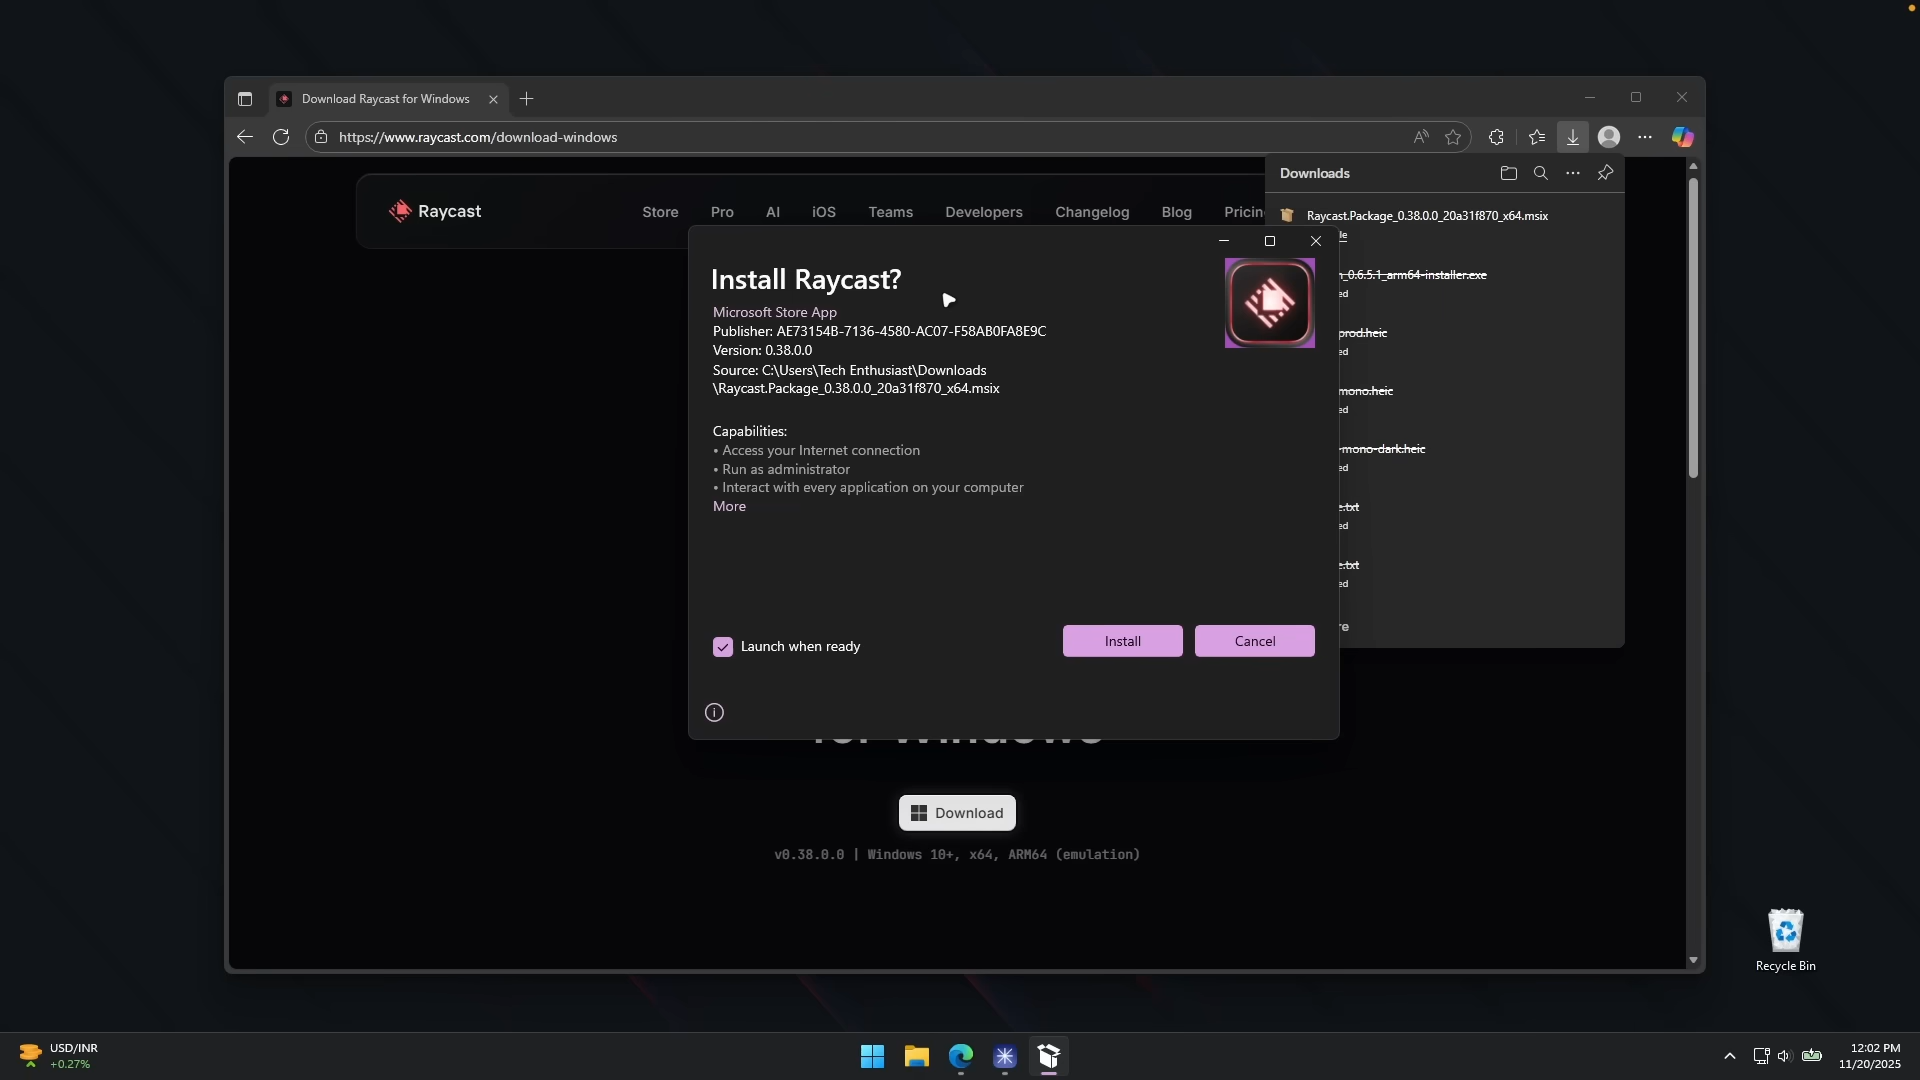 Download Raycast for Windows
https://www.raycast.com/download-windows
Downloads
Raycast
Store
Pro
AI
iOS
Teams
Developers
Changelog
Blog
Raycast.Package_0.38.0.0_20a31f870_x64.msix
_0.6.5.1_arm64-installer.exe
prod.heic
mono.heic
-mono-dark.heic
.txt
.txt
Install Raycast?
Microsoft Store App
Publisher: AE73154B-7136-4580-AC07-F58AB0FA8E9C
Version: 0.38.0.0
Source: C:\Users\Tech Enthusiast\Downloads
\Raycast.Package_0.38.0.0_20a31f870_x64.msix
Capabilities:
• Access your Internet connection
• Run as administrator
• Interact with every application on your computer
More
Launch when ready
Install
Cancel
for Windows
Download
v0.38.0.0 | Windows 10+, x64, ARM64 (emulation)
Recycle Bin
USD/INR
+0.27%
12:02 PM
11/20/2025